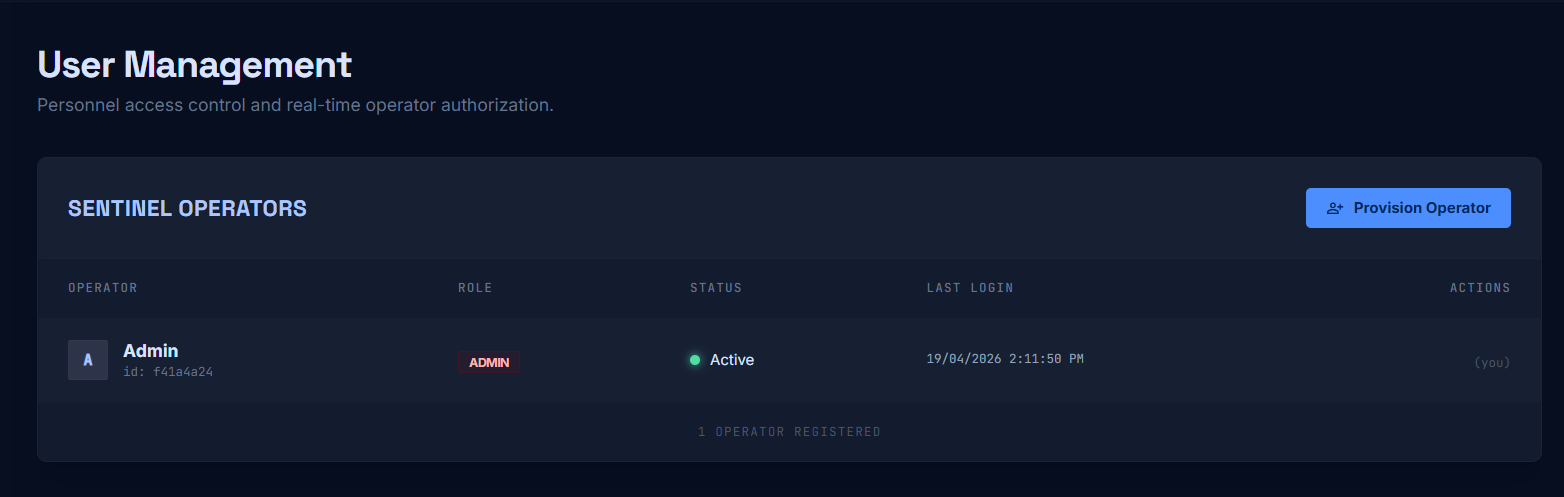 User Management
Personnel access control and real-time operator authorization.
SENTINEL OPERATORS
Provision Operator
OPERATOR ROLE STATUS LAST LOGIN ACTIONS
A Admin ADMIN Active 19/04/2026 2:11:50 PM (you)
id: f41a4a24
1 OPERATOR REGISTERED